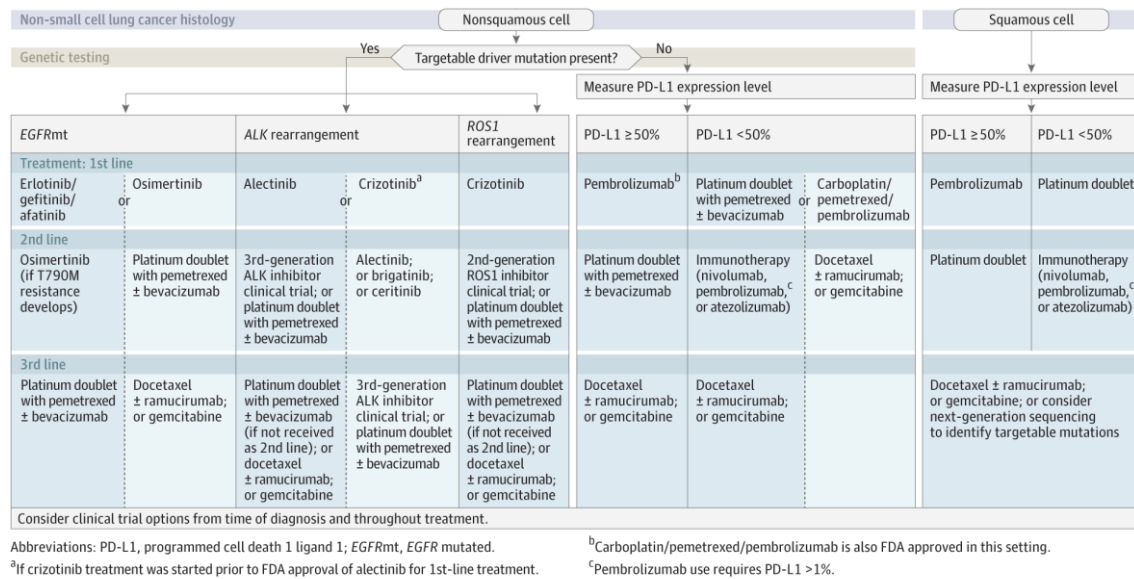 Non-small cell lung cancer histology
Nonsquamous cell
Squamous cell
Genetic testing
Yes
Targetable driver mutation present?
No
Measure PD-L1 expression level
Measure PD-L1 expression level
EGFRmt
ALK rearrangement
ROS1
rearrangement
PD-L1 ≥50%
PD-L1 <50%
PD-L1 ≥50%
PD-L1 <50%
Treatment: 1st line
Erlotinib/
gefitinib/
afatinib
or
Osimertinib
Alectinib
or
Crizotinibᵃ
Crizotinib
Pembrolizumabᵇ
Platinum doublet
with pemetrexed
± bevacizumab
or
Carboplatin/
pemetrexed/
pembrolizumab
Pembrolizumab
Platinum doublet
2nd line
Osimertinib
(if T790M
resistance
develops)
Platinum doublet
with pemetrexed
± bevacizumab
3rd-generation
ALK inhibitor
clinical trial; or
platinum doublet
with pemetrexed
± bevacizumab
Alectinib;
or brigatinib;
or ceritinib
2nd-generation
ROS1 inhibitor
clinical trial; or
platinum doublet
with pemetrexed
± bevacizumab
Platinum doublet
with pemetrexed
± bevacizumab
Immunotherapy
(nivolumab,
pembrolizumab,ᶜ
or atezolizumab)
Docetaxel
± ramucirumab;
or gemcitabine
Platinum doublet
Immunotherapy
(nivolumab,
pembrolizumab,ᶜ
or atezolizumab)
3rd line
Platinum doublet
with pemetrexed
± bevacizumab
Docetaxel
± ramucirumab;
or gemcitabine
Platinum doublet
with pemetrexed
± bevacizumab
(if not received
as 2nd line); or
docetaxel
± ramucirumab;
or gemcitabine
3rd-generation
ALK inhibitor
clinical trial; or
platinum doublet
with pemetrexed
± bevacizumab
Platinum doublet
with pemetrexed
± bevacizumab
(if not received
as 2nd line); or
docetaxel
± ramucirumab;
or gemcitabine
Docetaxel
± ramucirumab;
or gemcitabine
Docetaxel
± ramucirumab;
or gemcitabine
Docetaxel ± ramucirumab;
or gemcitabine; or consider
next-generation sequencing
to identify targetable mutations
Consider clinical trial options from time of diagnosis and throughout treatment.
Abbreviations: PD-L1, programmed cell death 1 ligand 1; EGFRmt, EGFR mutated.
ᵃIf crizotinib treatment was started prior to FDA approval of alectinib for 1st-line treatment.
ᵇCarboplatin/pemetrexed/pembrolizumab is also FDA approved in this setting.
ᶜPembrolizumab use requires PD-L1 >1%.